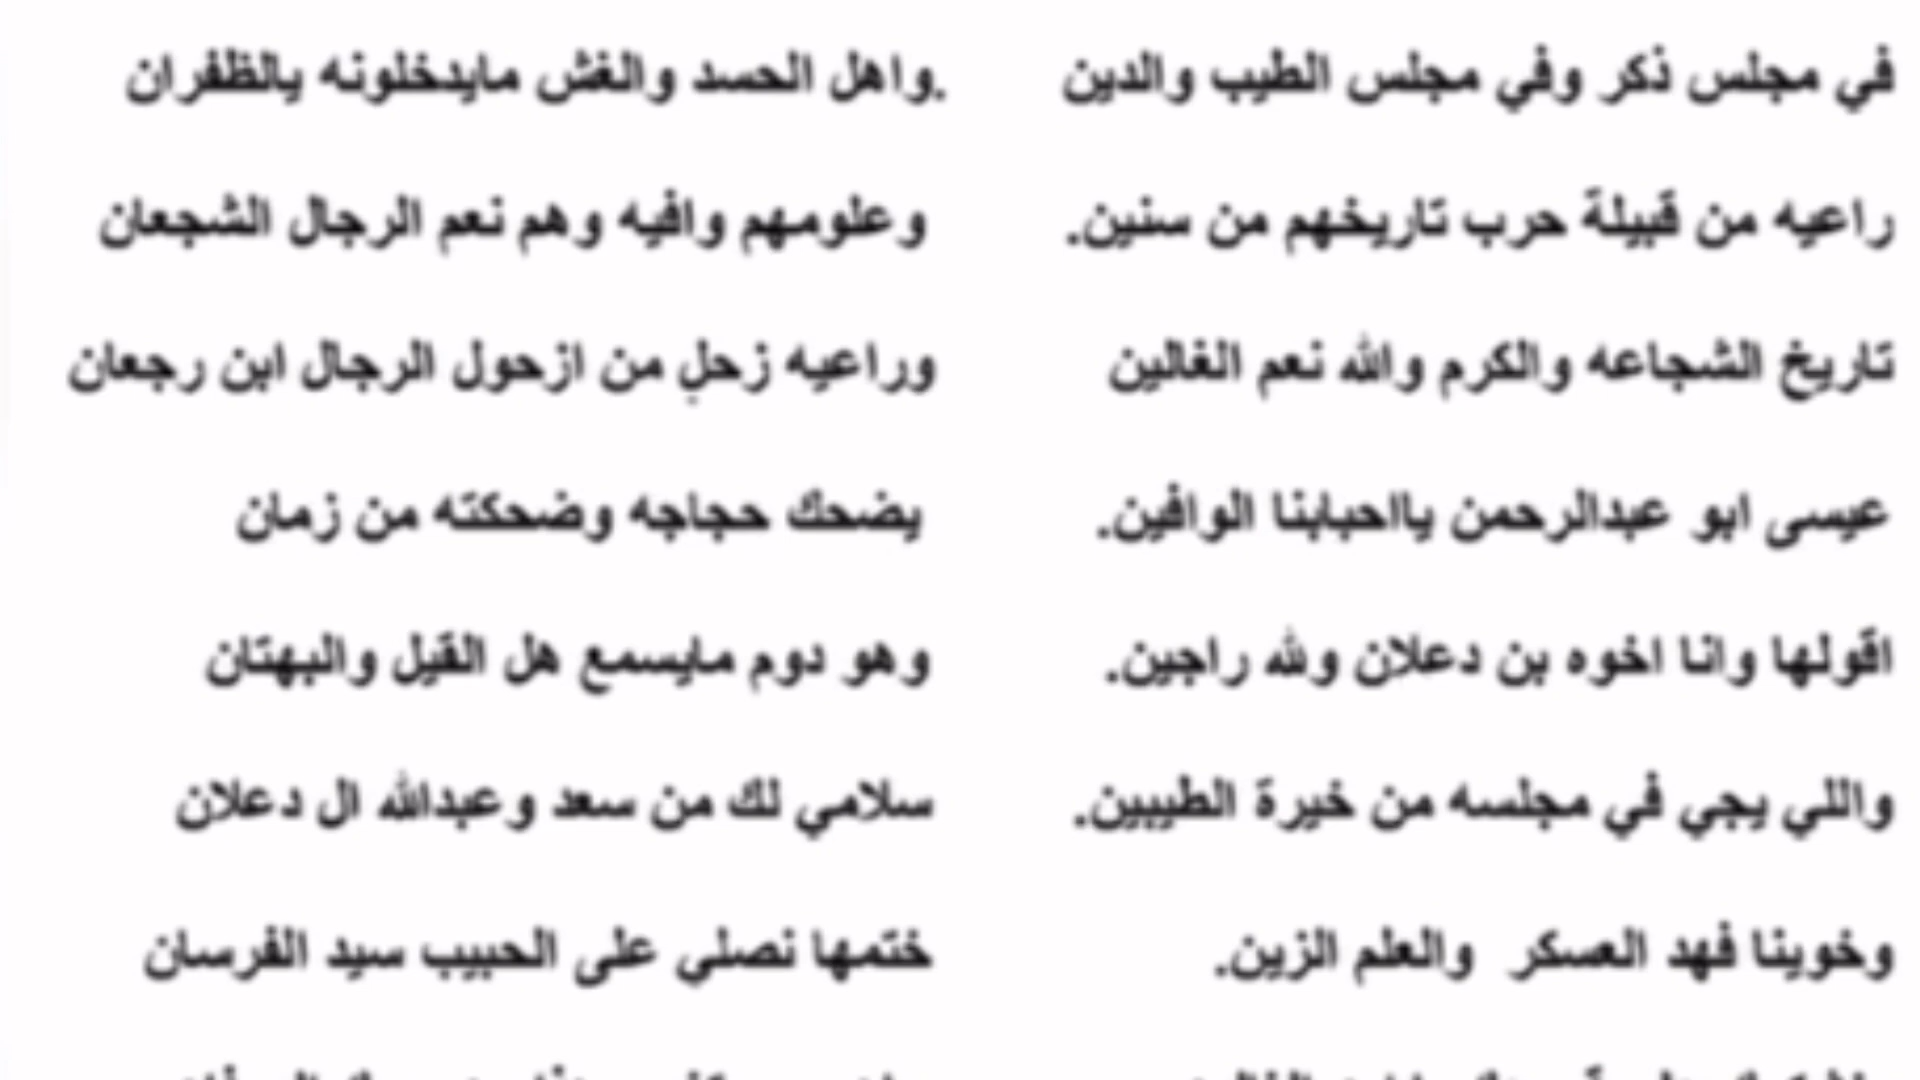 في مجلس ذكر وفي مجلس الطيب والدين .واهل الحسد والغش مايدخلونه يالظفران
راعيه من قبيلة حرب تاريخهم من سنين. وعلومهم وافيه وهم نعم الرجال الشجعان
تاريخ الشجاعه والكرم والله نعم الغالين وراعيه زحلٍ من ازحول الرجال ابن رجعان
عيسى ابو عبدالرحمن يااحبابنا الوافين. يضحك حجاجه وضحكته من زمان
اقولها وانا اخوه بن دعلان ولله راجين. وهو دوم مايسمع هل القيل والبهتان
واللي يجي في مجلسه من خيرة الطيبين. سلامي لك من سعد وعبدالله ال دعلان
وخوينا فهد العسكر والعلم الزين. ختمها نصلي على الحبيب سيد الفرسان